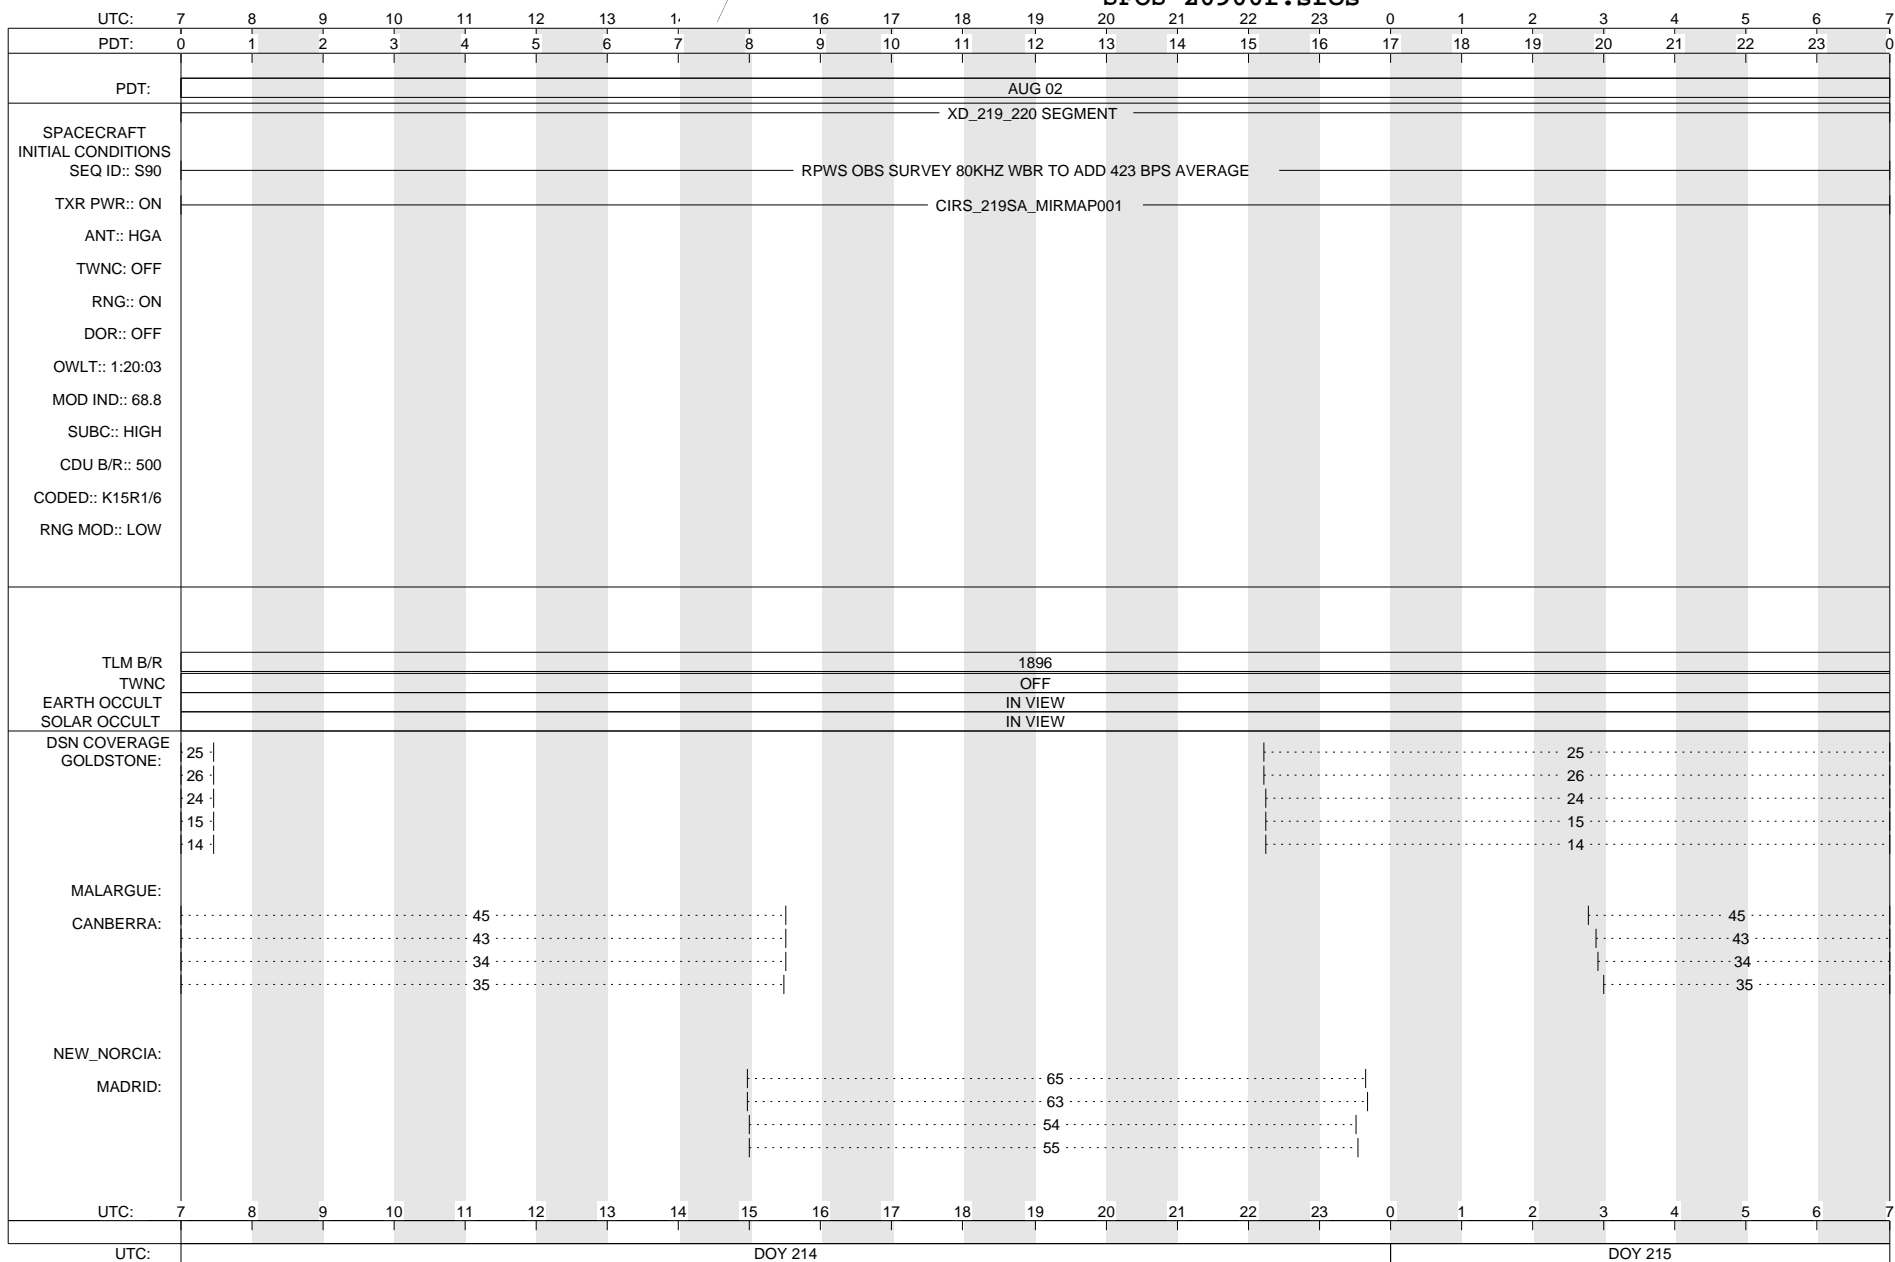 UTC: 7 8 9 10 11 12 13 16 17 18 19 20 21 22 23 0 1 2 3 4 5 6 7
PDT: 0 1 2 3 4 5 6 7 8 9 10 11 12 13 14 15 16 17 18 19 20 21 22 23 0
PDT: AUG 02
XD_219_220 SEGMENT
SPACECRAFT
INITIAL CONDITIONS
SEQ ID:: S90 RPWS OBS SURVEY 80KHZ WBR TO ADD 423 BPS AVERAGE
TXR PWR:: ON CIRS_219SA_MIRMAP001
ANT:: HGA
TWNC: OFF
RNG:: ON
DOR:: OFF
OWLT:: 1:20:03
MOD IND:: 68.8
SUBC:: HIGH
CDU B/R:: 500
CODED:: K15R1/6
RNG MOD:: LOW
TLM B/R 1896
TWNC OFF
EARTH OCCULT IN VIEW
SOLAR OCCULT IN VIEW
DSN COVERAGE
GOLDSTONE: 25 25
26 26
24 24
15 15
14 14
MALARGUE:
CANBERRA: 45 45
43 43
34 34
35 35
NEW_NORCIA:
MADRID: 65
63
54
55
UTC: 7 8 9 10 11 12 13 14 15 16 17 18 19 20 21 22 23 0 1 2 3 4 5 6 7
UTC: DOY 214 DOY 215